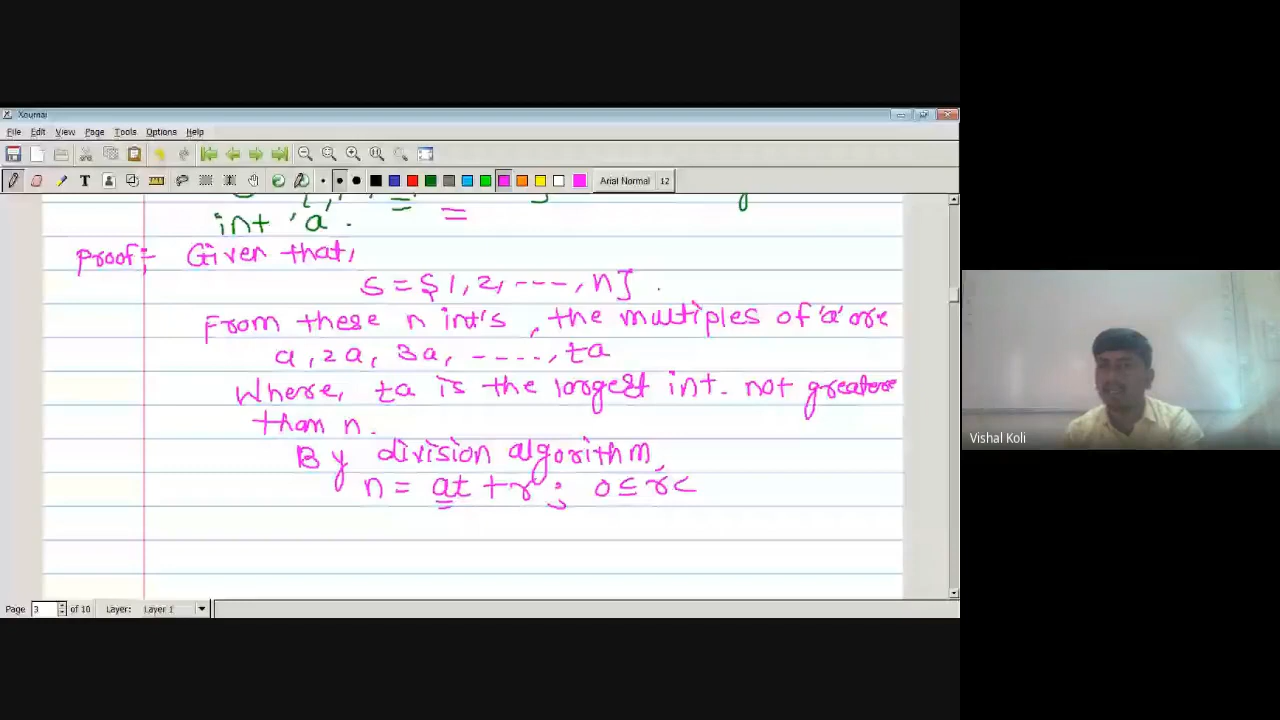 Xournal
File Edit View Page Tools Options Help
Arial Normal 12
int 'a'.
Proof:- Given that,
S = {1, 2, ----, n}.
From these n int's, the multiples of 'a' are
a, 2a, 3a, ----, ta
Where, ta is the largest int. not greater
than n.
By division algorithm,
n = at + r ; 0 ≤ r <
Vishal Koli
Page 3 of 10 Layer: Layer 1